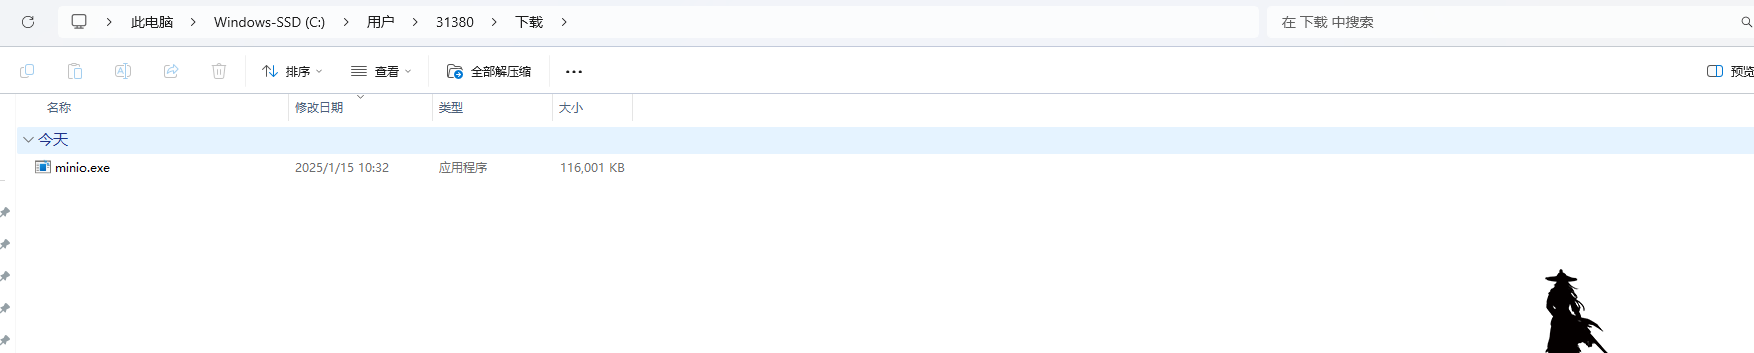 此电脑 Windows-SSD (C:) 用户 31380 下载 在 下载 中搜索
排序 查看 全部解压缩 ••• 预览
名称 修改日期 类型 大小
今天
minio.exe 2025/1/15 10:32 应用程序 116,001 KB